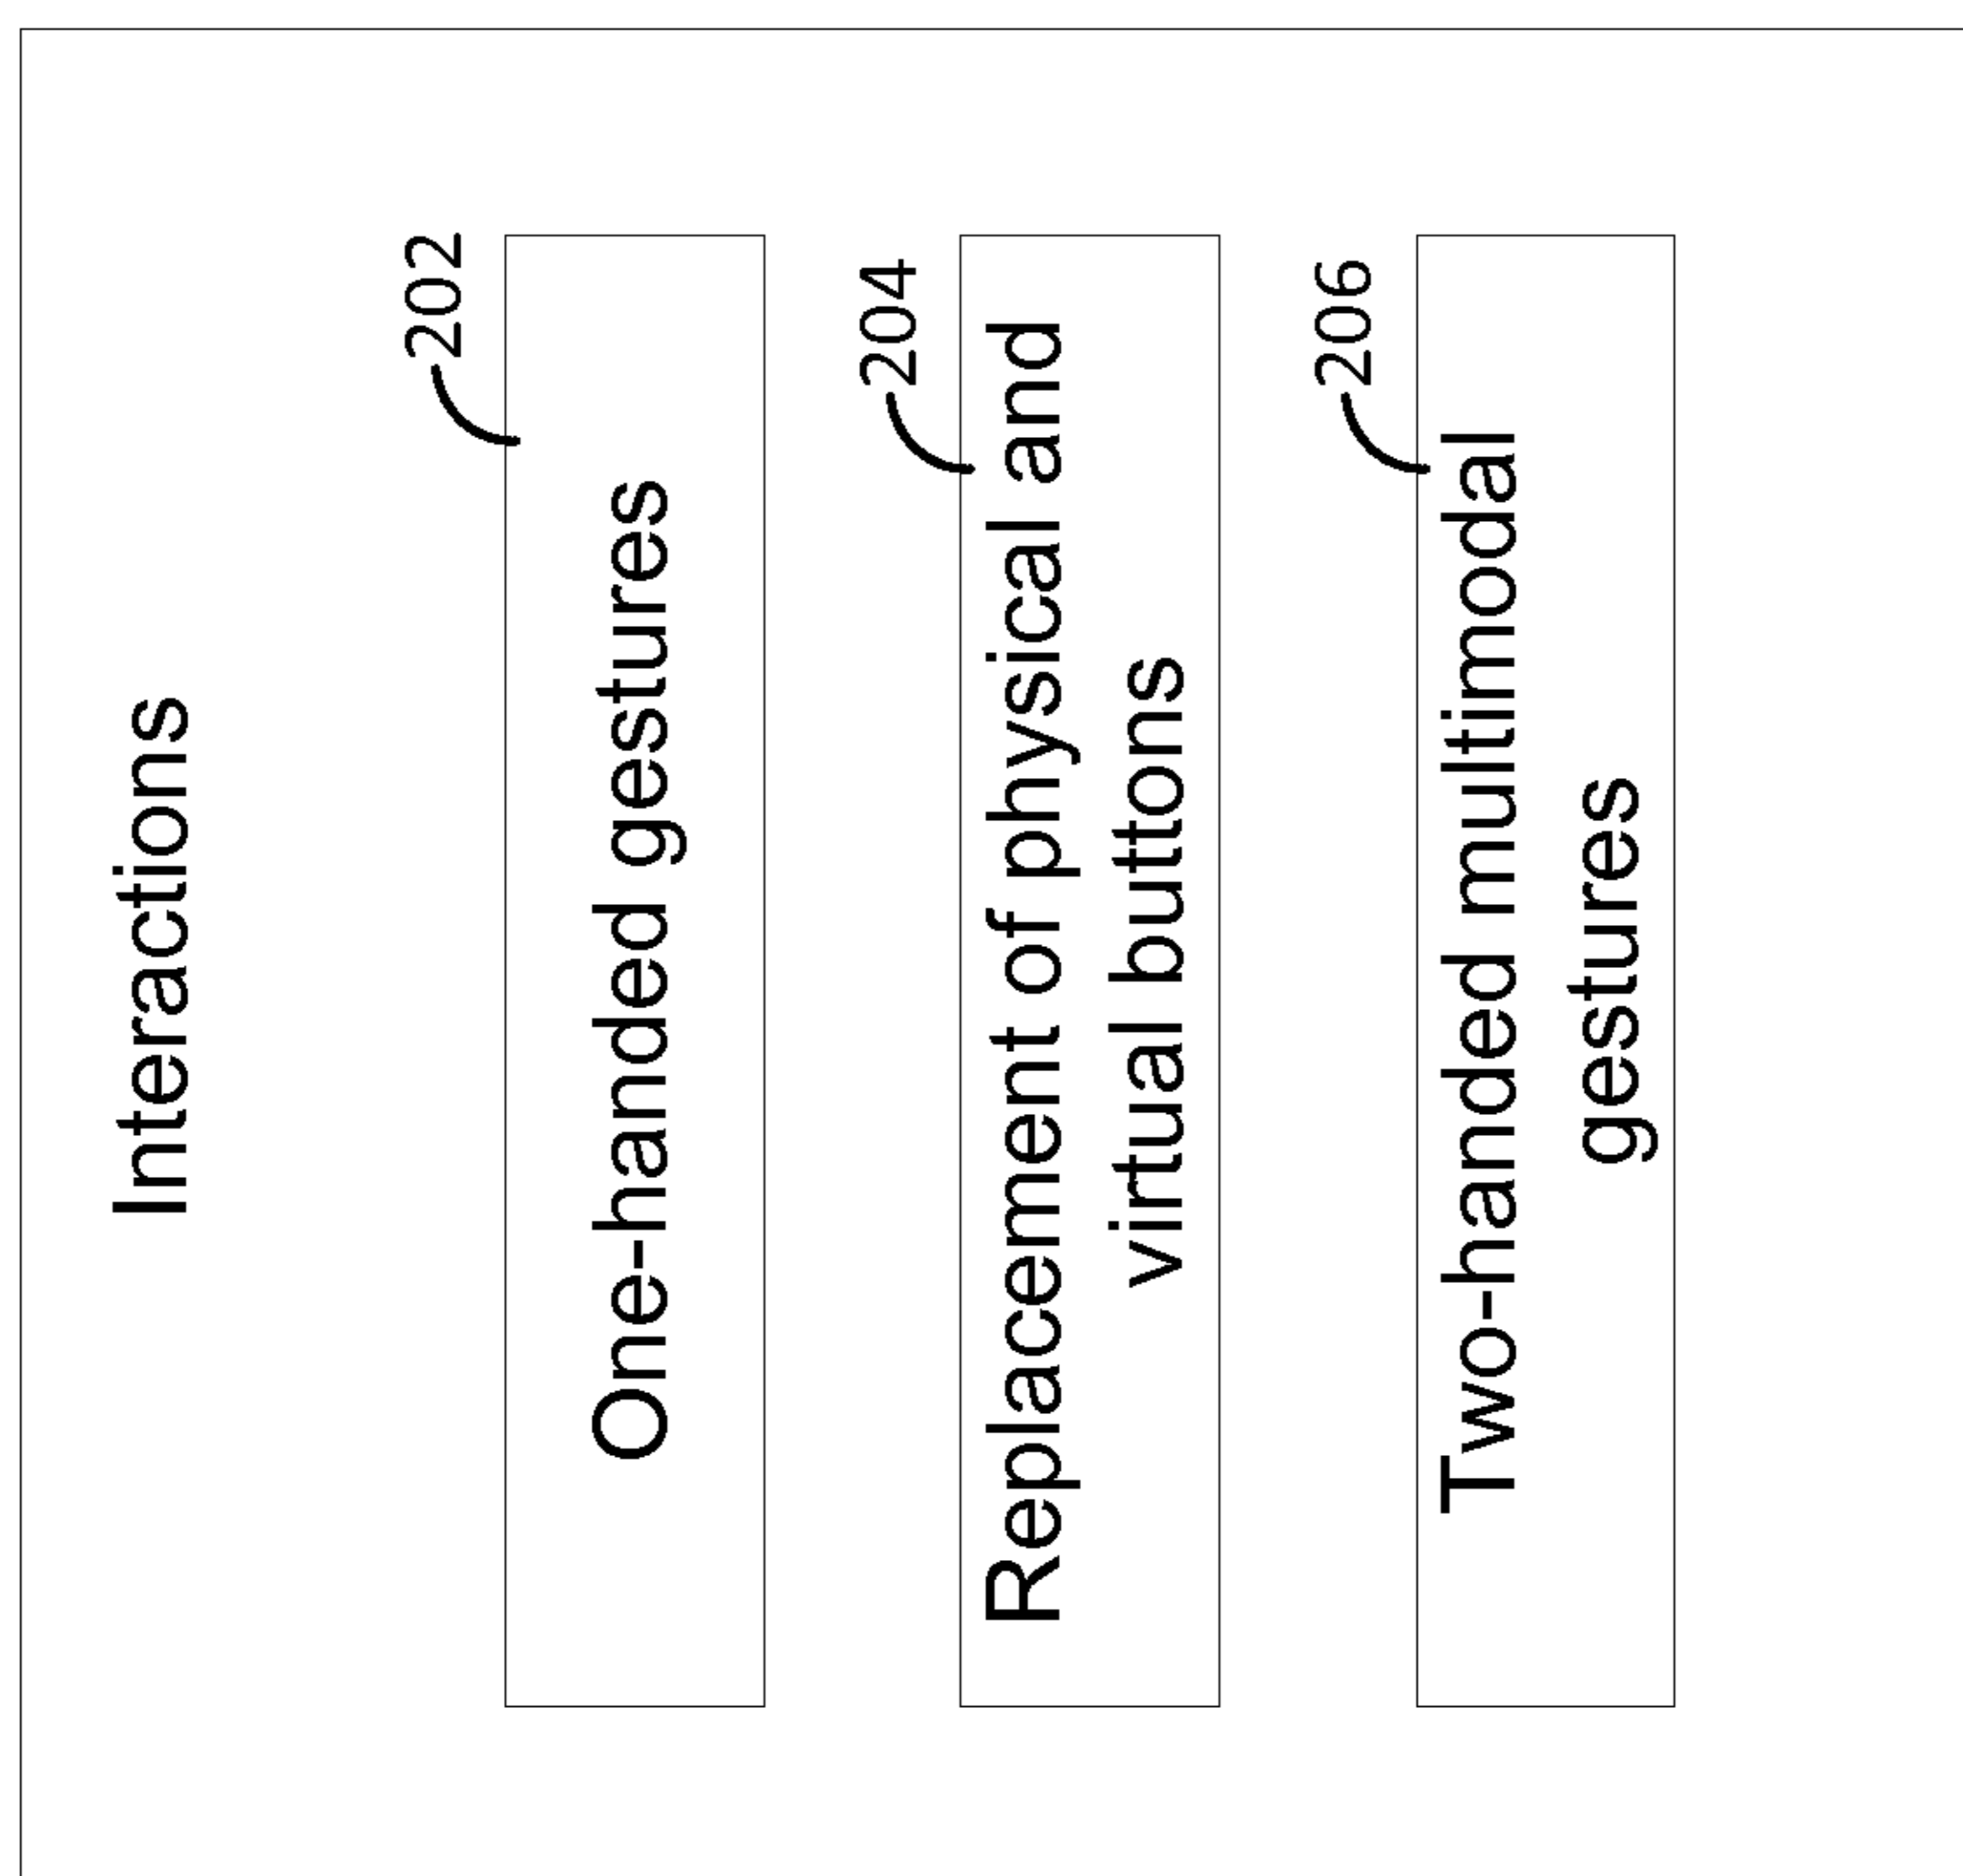 Interactions
202
One-handed gestures
204
Replacement of physical and
virtual buttons
206
Two-handed multimodal
gestures